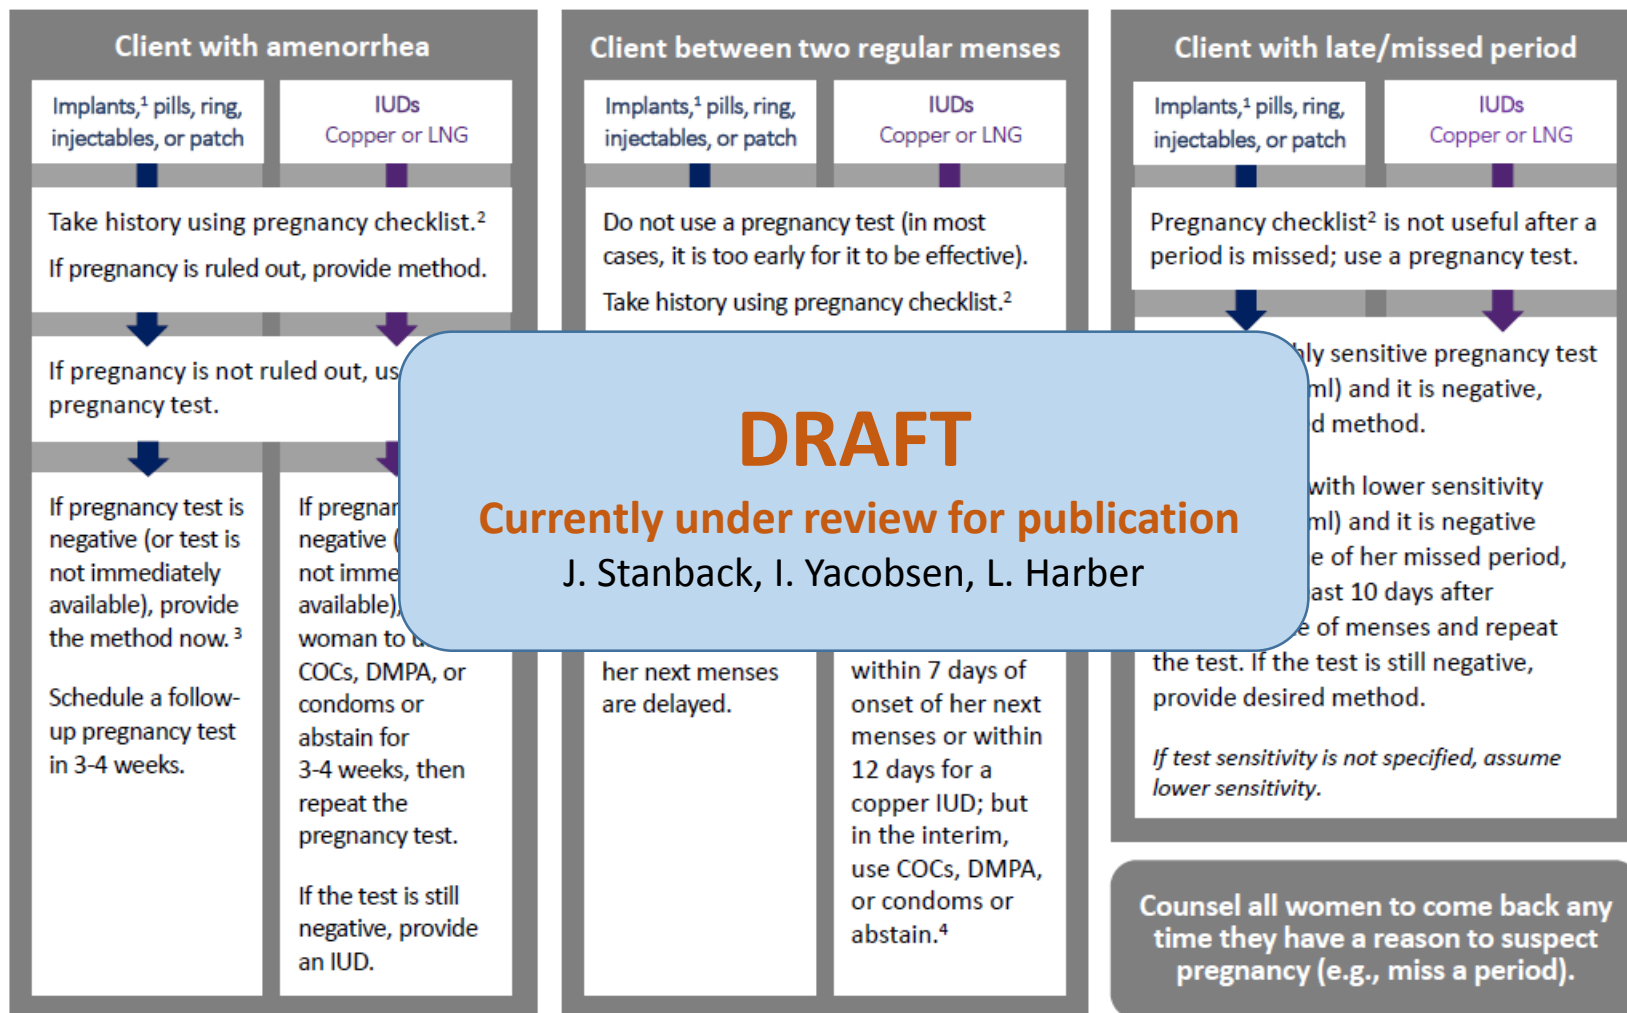 Client with amenorrhea
Implants,¹ pills, ring,
injectables, or patch
IUDs
Copper or LNG
Take history using pregnancy checklist.²
If pregnancy is ruled out, provide method.
If pregnancy is not ruled out, us
pregnancy test.
If pregnancy test is
negative (or test is
not immediately
available), provide
the method now. ³
Schedule a follow-
up pregnancy test
in 3-4 weeks.
If pregnan
negative (
not imme
available),
woman to u
COCs, DMPA, or
condoms or
abstain for
3-4 weeks, then
repeat the
pregnancy test.
If the test is still
negative, provide
an IUD.
Client between two regular menses
Implants,¹ pills, ring,
injectables, or patch
IUDs
Copper or LNG
Do not use a pregnancy test (in most
cases, it is too early for it to be effective).
Take history using pregnancy checklist.²
DRAFT
Currently under review for publication
J. Stanback, I. Yacobsen, L. Harber
her next menses
are delayed.
within 7 days of
onset of her next
menses or within
12 days for a
copper IUD; but
in the interim,
use COCs, DMPA,
or condoms or
abstain.⁴
Client with late/missed period
Implants,¹ pills, ring,
injectables, or patch
IUDs
Copper or LNG
Pregnancy checklist² is not useful after a
period is missed; use a pregnancy test.
hly sensitive pregnancy test
ml) and it is negative,
d method.
with lower sensitivity
ml) and it is negative
e of her missed period,
ast 10 days after
e of menses and repeat
the test. If the test is still negative,
provide desired method.
If test sensitivity is not specified, assume
lower sensitivity.
Counsel all women to come back any
time they have a reason to suspect
pregnancy (e.g., miss a period).